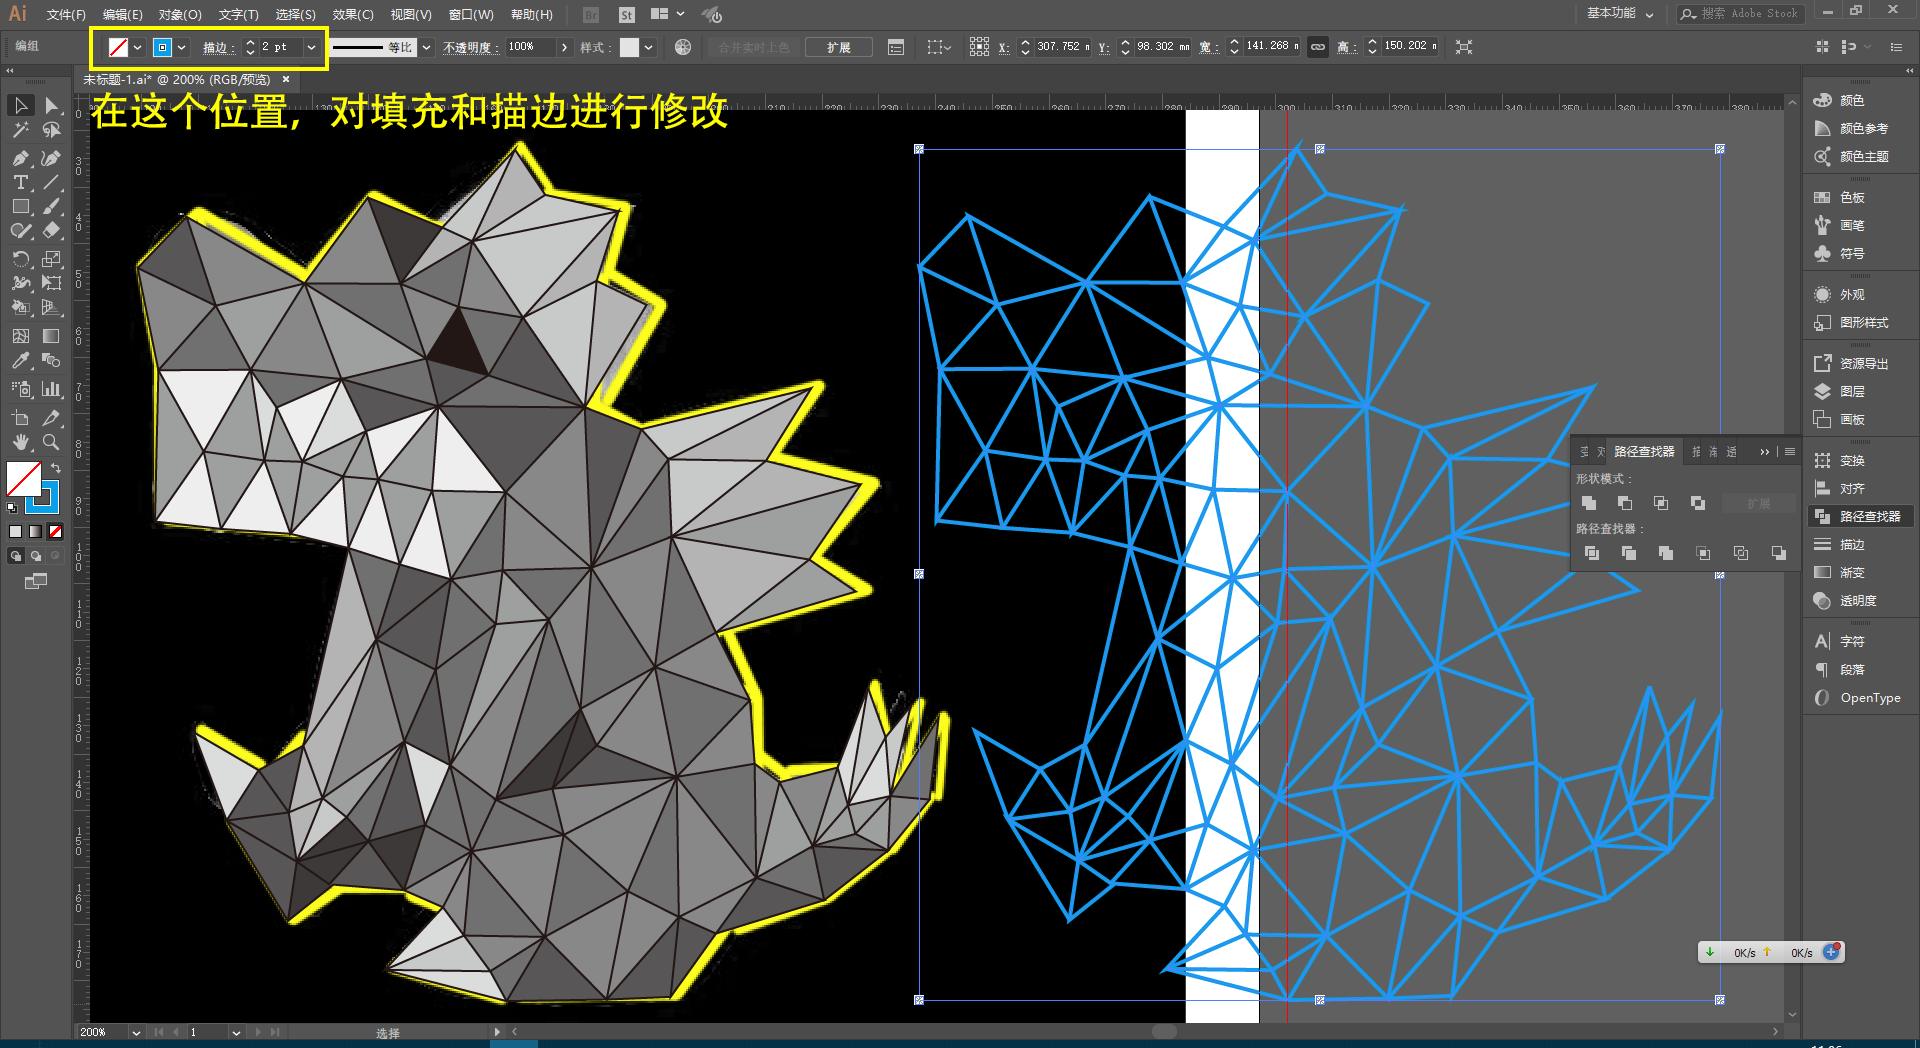 Ai 文件(F) 编辑(E) 对象(O) 文字(T) 选择(S) 效果(C) 视图(V) 窗口(W) 帮助(H) Br St 基本功能 搜索 Adobe Stock
编组 描边: 2 pt 等比 不透明度: 100% 样式: 合并实时上色 扩展 X: 307.752 m Y: 98.302 mm 宽: 141.268 m 高: 150.202 m
未标题-1.ai* @ 200% (RGB/预览) ×
在这个位置，对填充和描边进行修改
颜色
颜色参考
颜色主题
色板
画笔
符号
外观
图形样式
资源导出
图层
画板
路径查找器
形状模式:
扩展
路径查找器:
变换
对齐
路径查找器
描边
渐变
透明度
字符
段落
OpenType
0K/s 0K/s
200% 1 选择